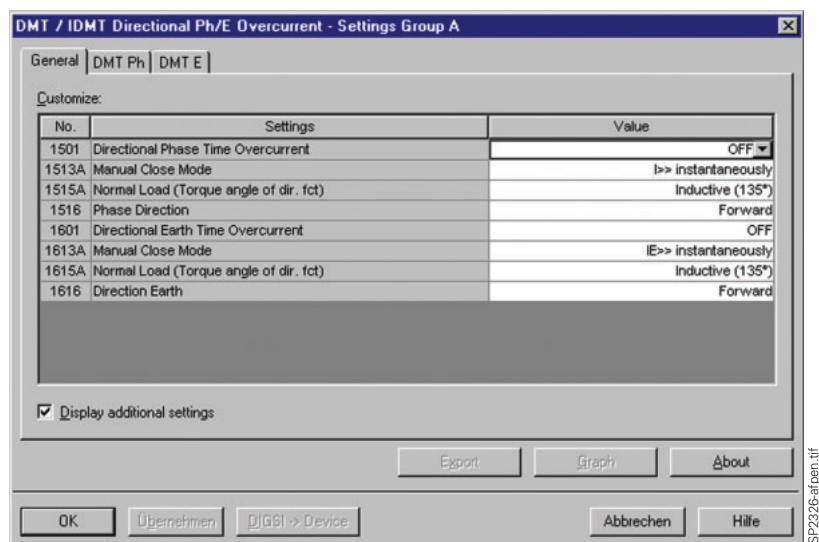 DMT / IDMT Directional Ph/E Overcurrent - Settings Group A
General DMT Ph DMT E
Customize:
No. Settings Value
1501 Directional Phase Time Overcurrent OFF
1513A Manual Close Mode I>> instantaneously
1515A Normal Load (Torque angle of dir. fct) Inductive (135°)
1516 Phase Direction Forward
1601 Directional Earth Time Overcurrent OFF
1613A Manual Close Mode IE>> instantaneously
1615A Normal Load (Torque angle of dir. fct) Inductive (135°)
1616 Direction Earth Forward
Display additional settings
Export Graph About
OK Übernehmen DIGSI -> Device Abbrechen Hilfe
SP2326-afpen.tif